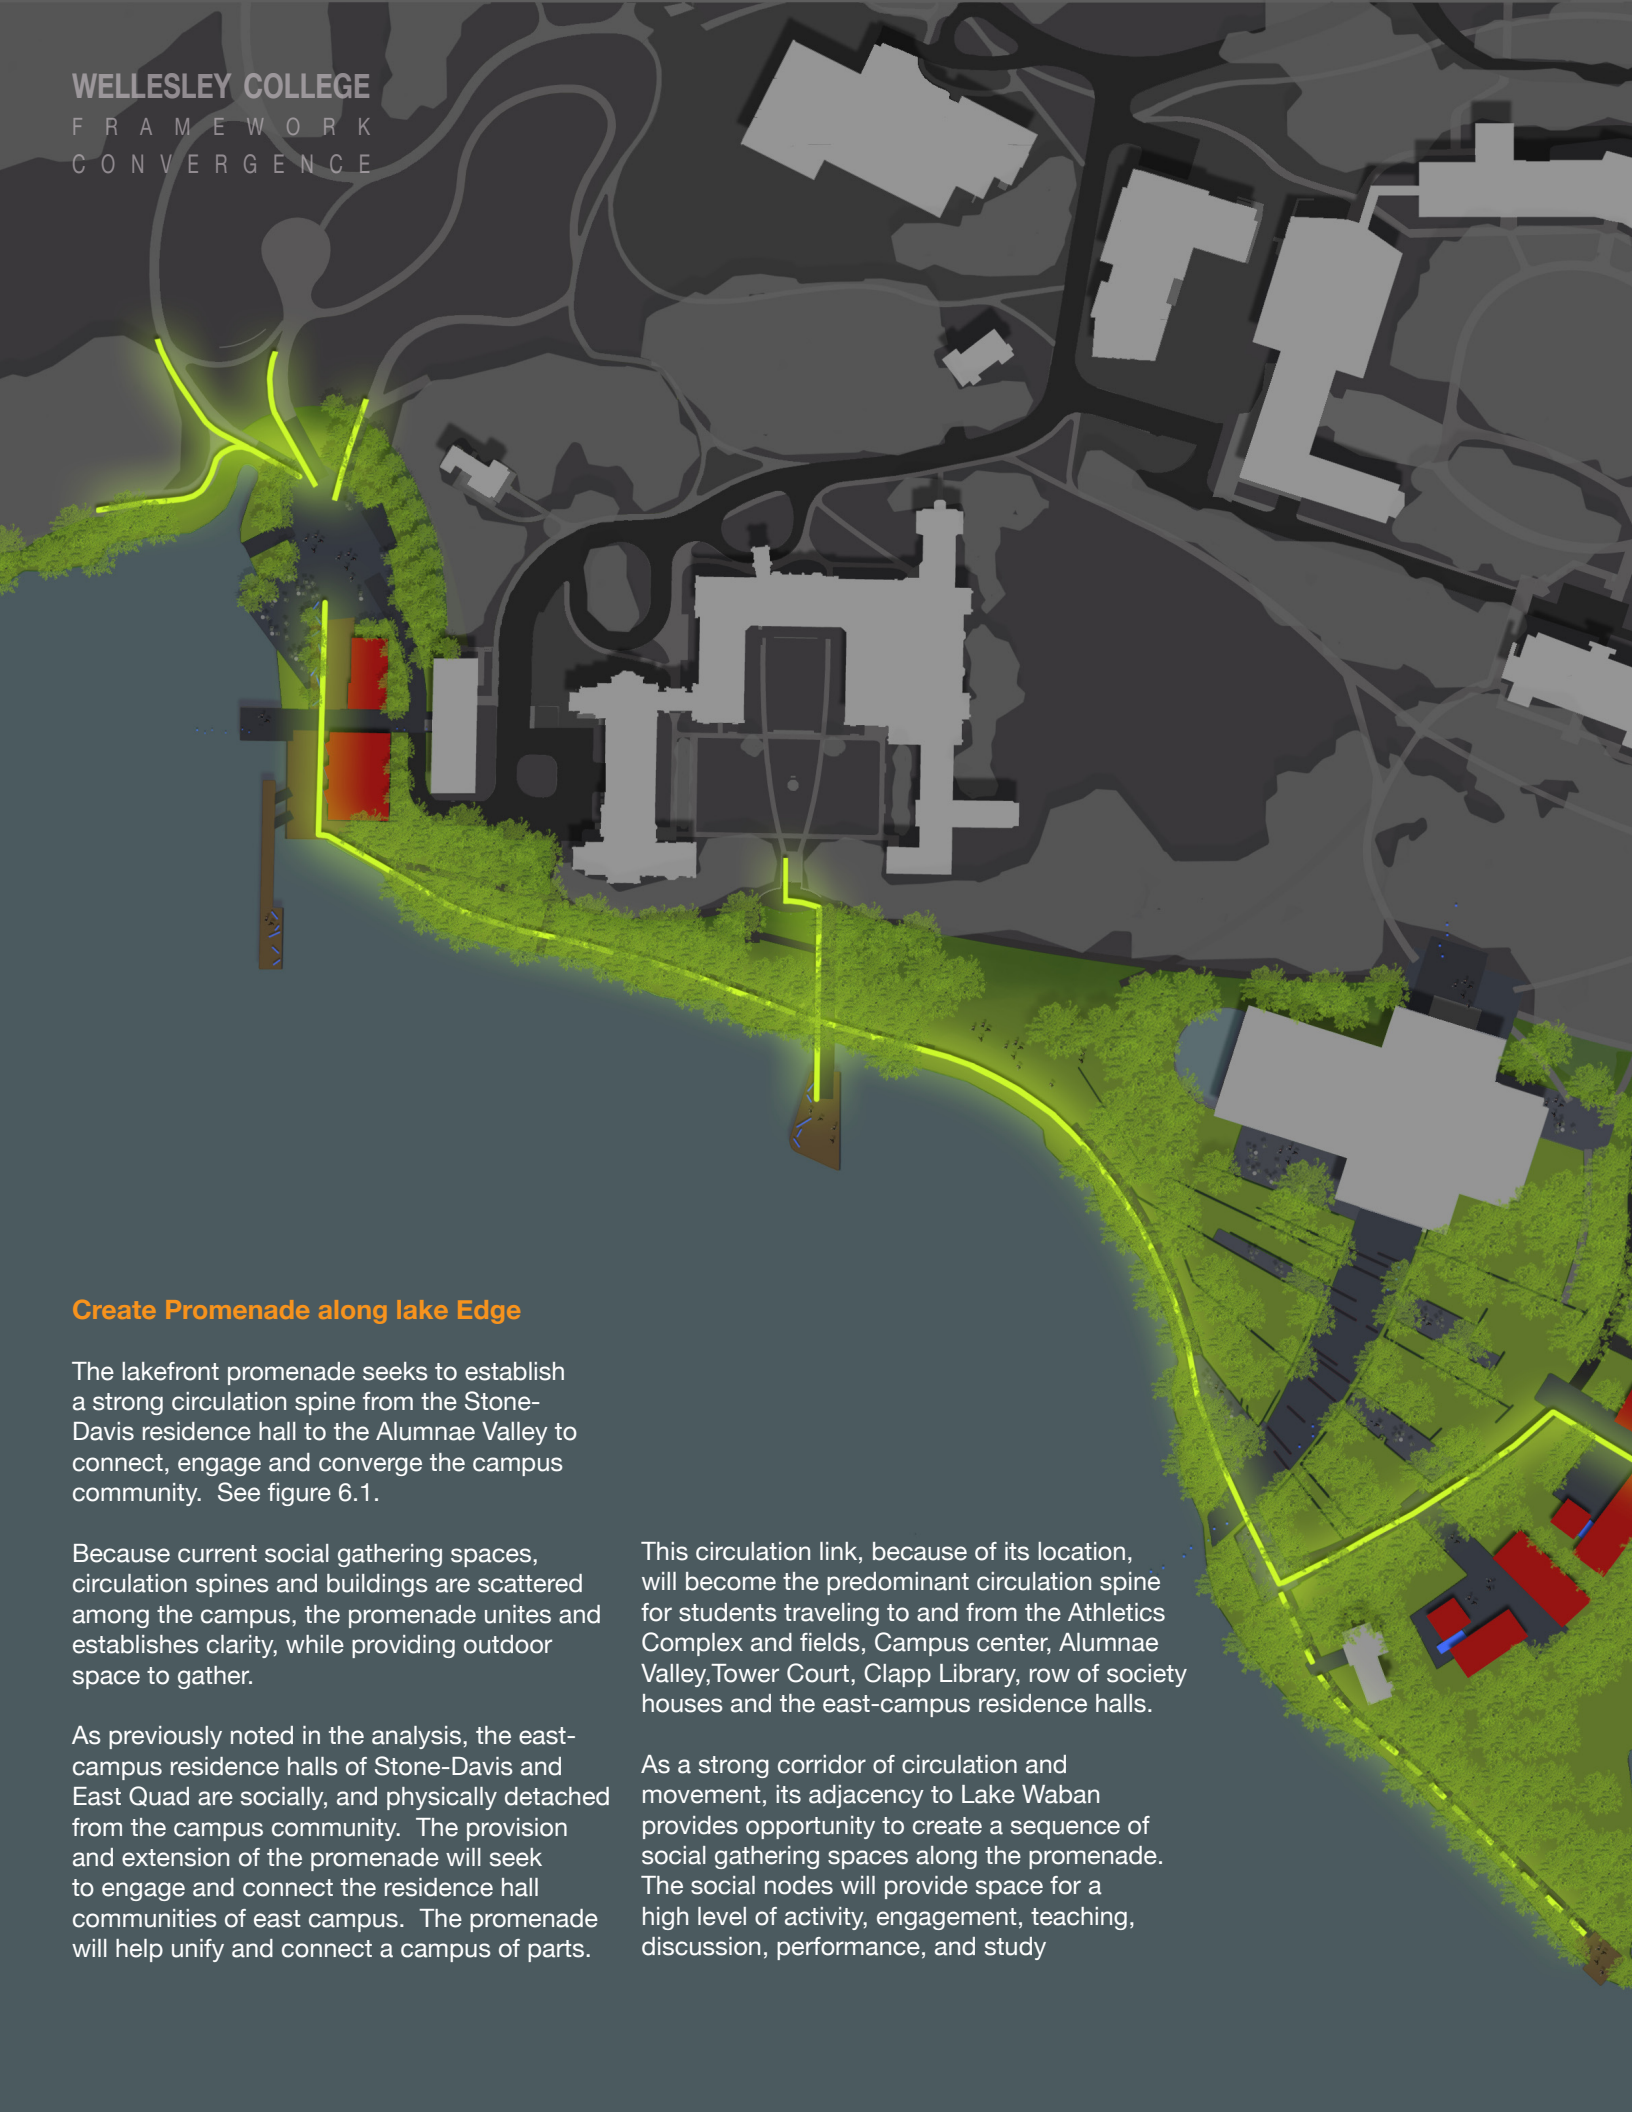 WELLESLEY COLLEGE
FRAMEWORK
CONVERGENCE
Create Promenade along lake Edge
The lakefront promenade seeks to establish
a strong circulation spine from the Stone-
Davis residence hall to the Alumnae Valley to
connect, engage and converge the campus
community.  See figure 6.1.
Because current social gathering spaces,
circulation spines and buildings are scattered
among the campus, the promenade unites and
establishes clarity, while providing outdoor
space to gather.
As previously noted in the analysis, the east-
campus residence halls of Stone-Davis and
East Quad are socially, and physically detached
from the campus community.  The provision
and extension of the promenade will seek
to engage and connect the residence hall
communities of east campus.  The promenade
will help unify and connect a campus of parts.
This circulation link, because of its location,
will become the predominant circulation spine
for students traveling to and from the Athletics
Complex and fields, Campus center, Alumnae
Valley,Tower Court, Clapp Library, row of society
houses and the east-campus residence halls.
As a strong corridor of circulation and
movement, its adjacency to Lake Waban
provides opportunity to create a sequence of
social gathering spaces along the promenade.
The social nodes will provide space for a
high level of activity, engagement, teaching,
discussion, performance, and study